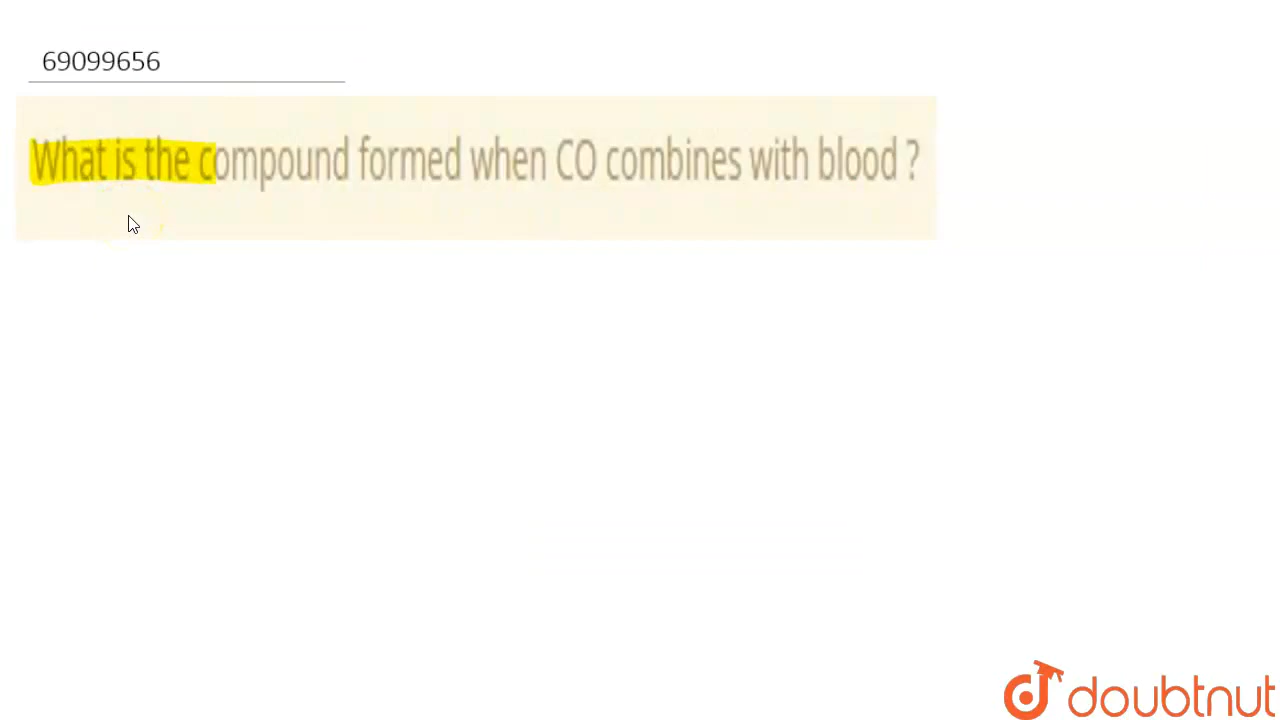 69099656
What is the compound formed when CO combines with blood ?
doubtnut